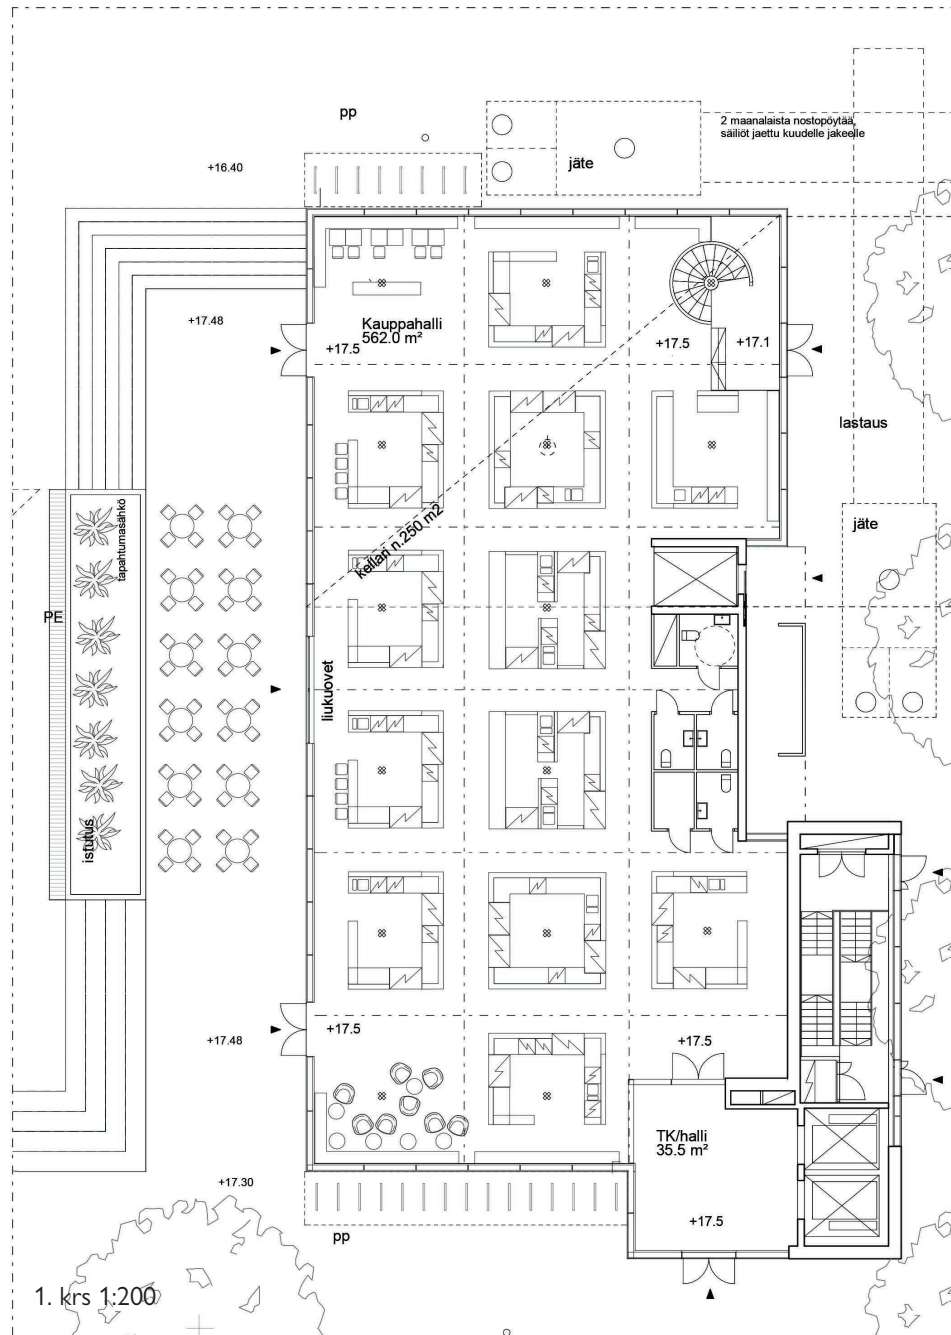 pp
2 maanalaista nostopöytää,
säiliöt jaettu kuudelle jakeelle
jäte
+16.40
+17.48
Kauppahalli
562.0 m²
+17.5
+17.5
+17.1
lastaus
kellari n.250 m2
tapahtumasähkö
jäte
PE
liukuovet
istutus
+17.48
+17.5
+17.5
TK/halli
35.5 m²
+17.30
+17.5
pp
1. krs 1:200